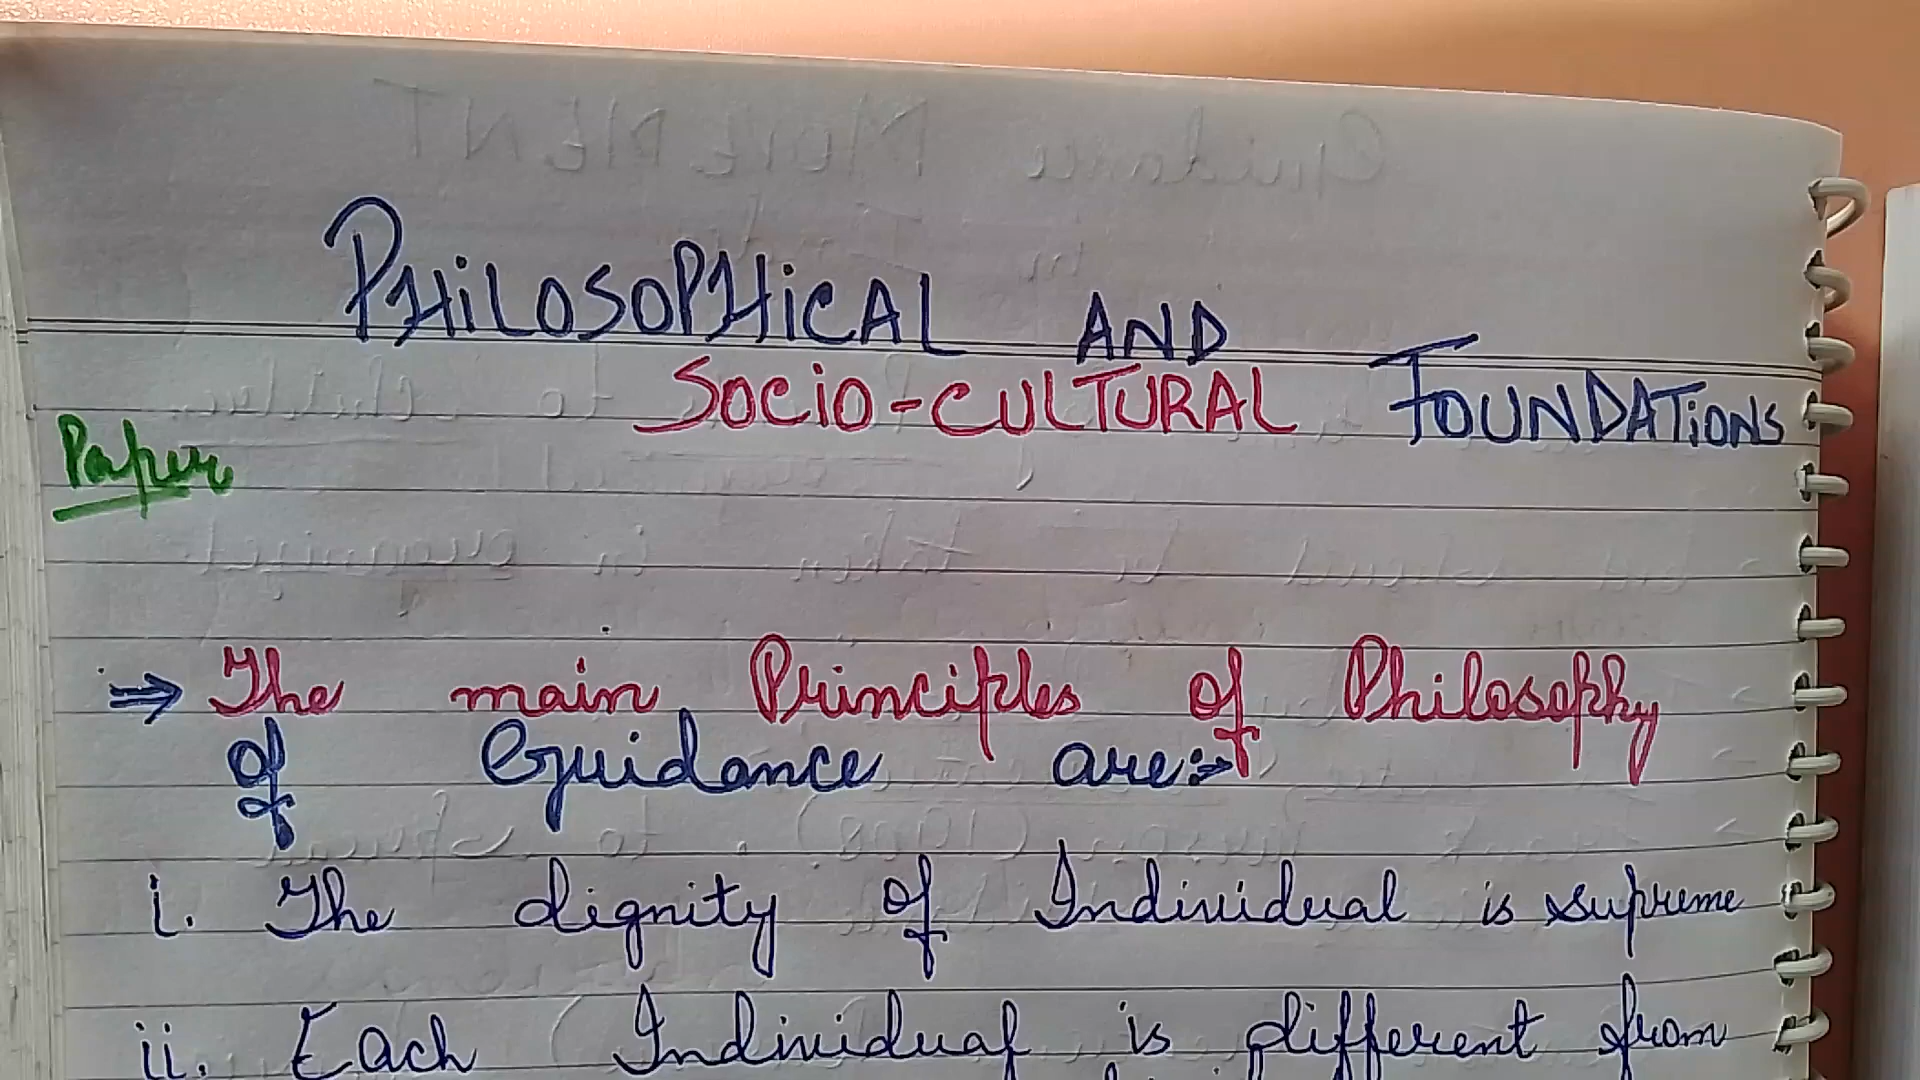 PHiLOSOPHiCAL AND
SOCiO-CULTURAL FOUNDATiONS
Paper
⇒ The main Principles of Philosophy
of Guidance are:⇒
i. The dignity of Individual is supreme
ii. Each Individual is different from